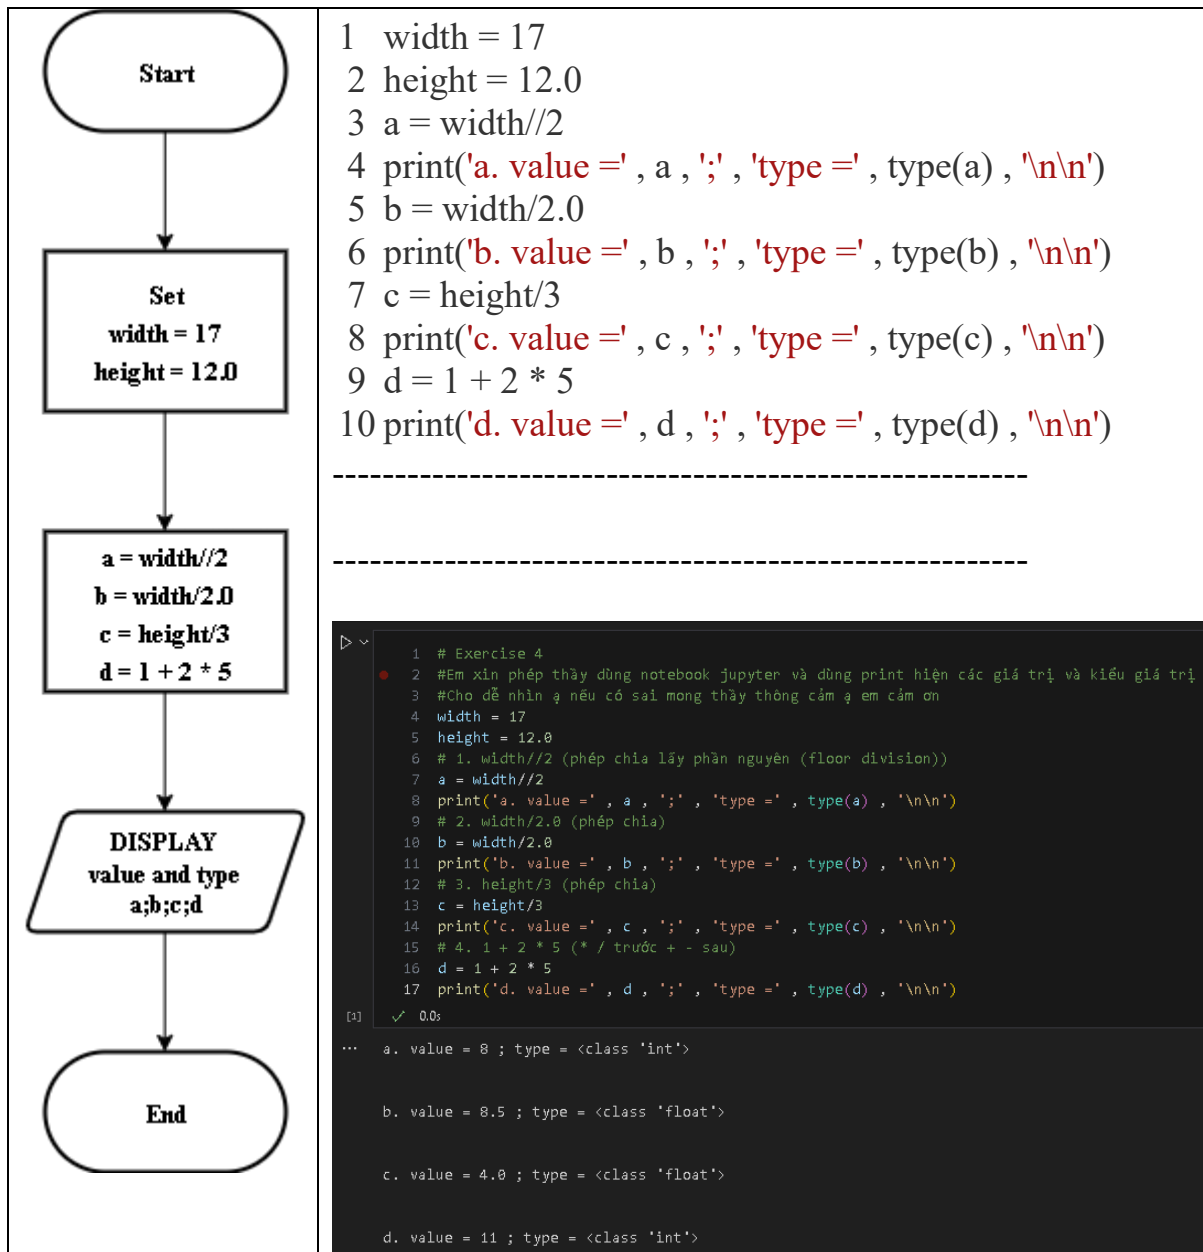 Start
Set
width = 17
height = 12.0
a = width//2
b = width/2.0
c = height/3
d = 1 + 2 * 5
DISPLAY
value and type
a;b;c;d
End
1 width = 17
2 height = 12.0
3 a = width//2
4 print('a. value =' , a , ';' , 'type =' , type(a) , '\n\n')
5 b = width/2.0
6 print('b. value =' , b , ';' , 'type =' , type(b) , '\n\n')
7 c = height/3
8 print('c. value =' , c , ';' , 'type =' , type(c) , '\n\n')
9 d = 1 + 2 * 5
10 print('d. value =' , d , ';' , 'type =' , type(d) , '\n\n')
--------------------------------------------------------
--------------------------------------------------------
1 # Exercise 4
2 #Em xin phép thầy dùng notebook jupyter và dùng print hiện các giá trị và kiểu giá trị
3 #Cho dễ nhìn ạ nếu có sai mong thầy thông cảm ạ em cảm ơn
4 width = 17
5 height = 12.0
6 # 1. width//2 (phép chia lấy phần nguyên (floor division))
7 a = width//2
8 print('a. value =' , a , ';' , 'type =' , type(a) , '\n\n')
9 # 2. width/2.0 (phép chia)
10 b = width/2.0
11 print('b. value =' , b , ';' , 'type =' , type(b) , '\n\n')
12 # 3. height/3 (phép chia)
13 c = height/3
14 print('c. value =' , c , ';' , 'type =' , type(c) , '\n\n')
15 # 4. 1 + 2 * 5 (* / trước + - sau)
16 d = 1 + 2 * 5
17 print('d. value =' , d , ';' , 'type =' , type(d) , '\n\n')
[1] ✓ 0.0s
... a. value = 8 ; type = <class 'int'>
b. value = 8.5 ; type = <class 'float'>
c. value = 4.0 ; type = <class 'float'>
d. value = 11 ; type = <class 'int'>